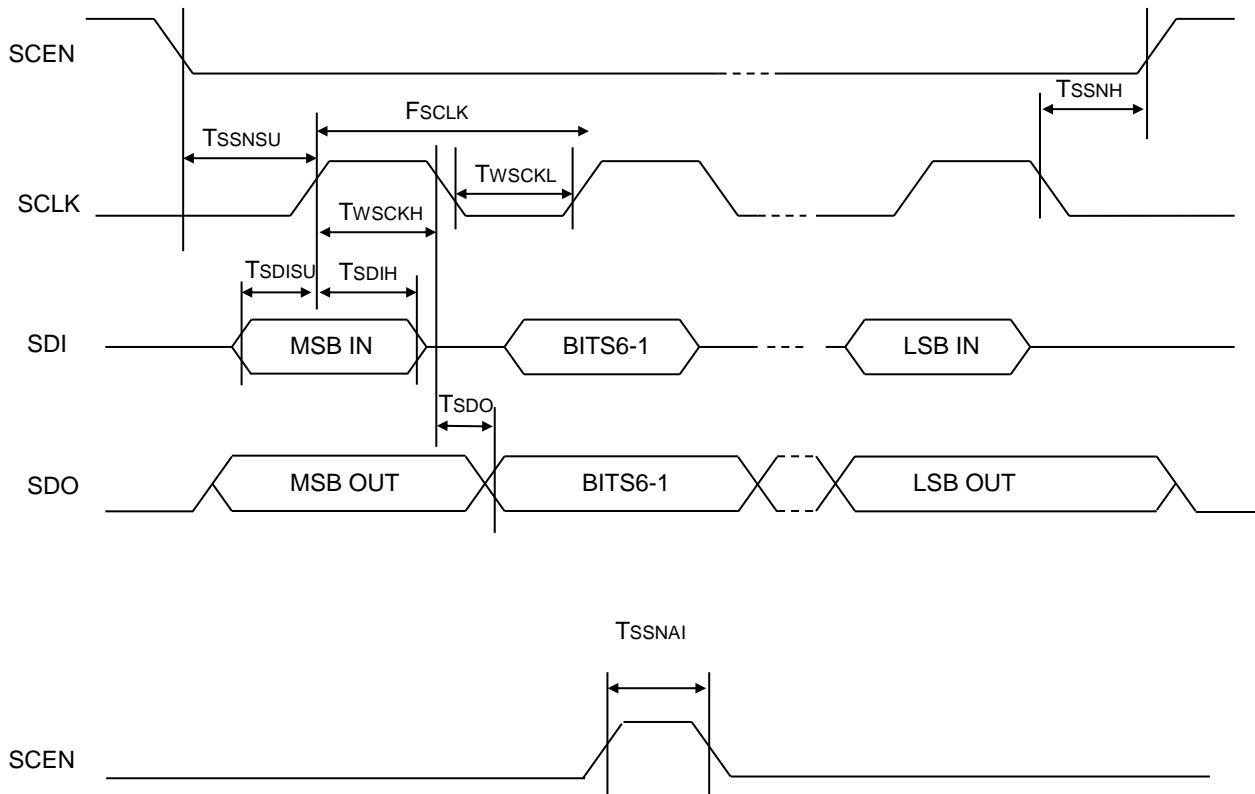 SCEN
TSSNH
FSCLK
TSSNSU
TWSCKL
SCLK
TWSCKH
TSDISU
TSDIH
SDI
MSB IN
BITS6-1
LSB IN
TSDO
SDO
MSB OUT
BITS6-1
LSB OUT
TSSNAI
SCEN